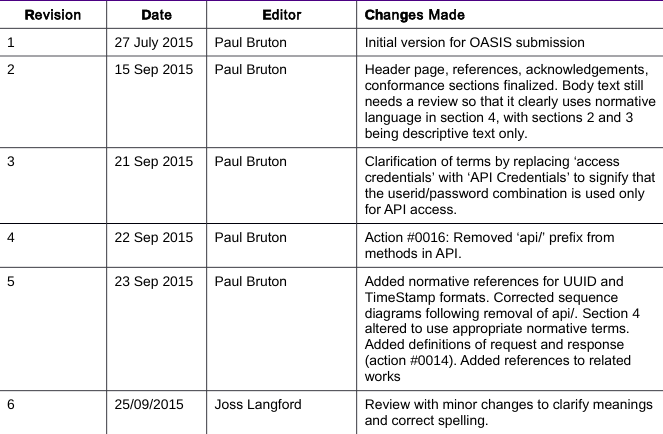 Revision Date Editor Changes Made
1 27 July 2015 Paul Bruton Initial version for OASIS submission
2 15 Sep 2015 Paul Bruton Header page, references, acknowledgements,
conformance sections finalized. Body text still
needs a review so that it clearly uses normative
language in section 4, with sections 2 and 3
being descriptive text only.
3 21 Sep 2015 Paul Bruton Clarification of terms by replacing ‘access
credentials’ with ‘API Credentials’ to signify that
the userid/password combination is used only
for API access.
4 22 Sep 2015 Paul Bruton Action #0016: Removed ‘api/’ prefix from
methods in API.
5 23 Sep 2015 Paul Bruton Added normative references for UUID and
TimeStamp formats. Corrected sequence
diagrams following removal of api/. Section 4
altered to use appropriate normative terms.
Added definitions of request and response
(action #0014). Added references to related
works
6 25/09/2015 Joss Langford Review with minor changes to clarify meanings
and correct spelling.